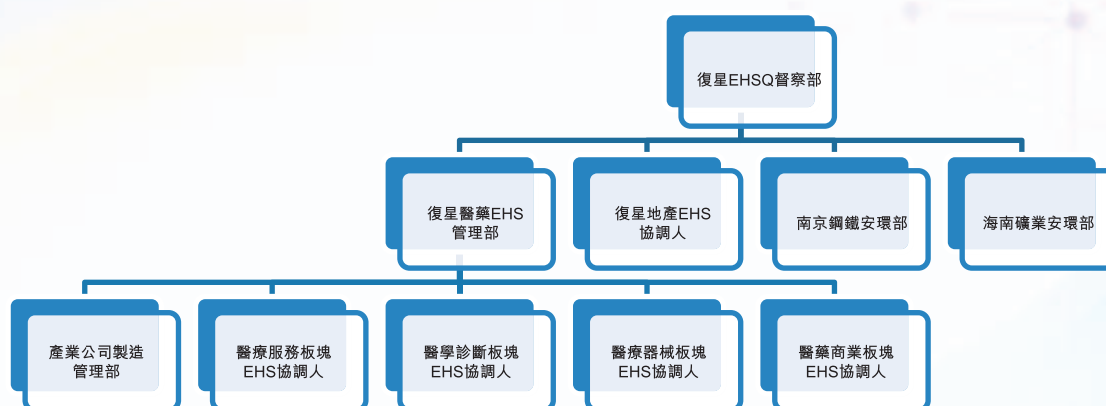 復星EHSQ督察部
復星醫藥EHS
管理部
復星地產EHS
協調人
南京鋼鐵安環部
海南礦業安環部
產業公司製造
管理部
醫療服務板塊
EHS協調人
醫學診斷板塊
EHS協調人
醫療器械板塊
EHS協調人
醫藥商業板塊
EHS協調人